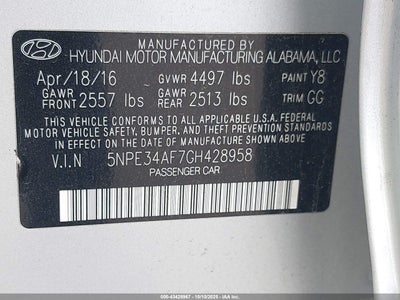 MANUFACTURED BY
HYUNDAI MOTOR MANUFACTURING ALABAMA, LLC
Apr/18/16 GVWR 4497 lbs PAINT Y8
GAWR FRONT 2557 lbs GAWR REAR 2513 lbs TRIM GG
THIS VEHICLE CONFORMS TO ALL APPLICABLE U.S. FEDERAL
MOTOR VEHICLE SAFETY, BUMPER, AND THEFT PREVENTION
STANDARDS IN EFFECT ON THE DATE OF MANUFACTURE SHOWN ABOVE.
V.I.N 5NPE34AF7GH428958
PASSENGER CAR